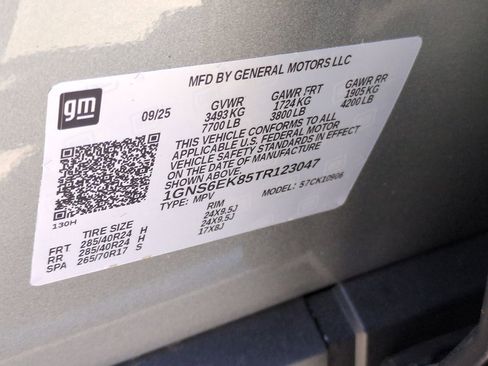 gm
MFD BY GENERAL MOTORS LLC
09/25 GVWR GAWR FRT GAWR RR
3493 KG 1724 KG 1905 KG
7700 LB 3800 LB 4200 LB
THIS VEHICLE CONFORMS TO ALL
APPLICABLE U.S. FEDERAL MOTOR
VEHICLE SAFETY STANDARDS IN EFFECT
ON THE DATE OF MANUFACTURE
SHOWN ABOVE.
1GNS6EK85TR123047
TYPE: MPV MODEL: 57CK10906
130H
TIRE SIZE RIM
FRT 285/40R24 H 24X9.5J
RR 285/40R24 H 24X9.5J
SPA 265/70R17 S 17X8J